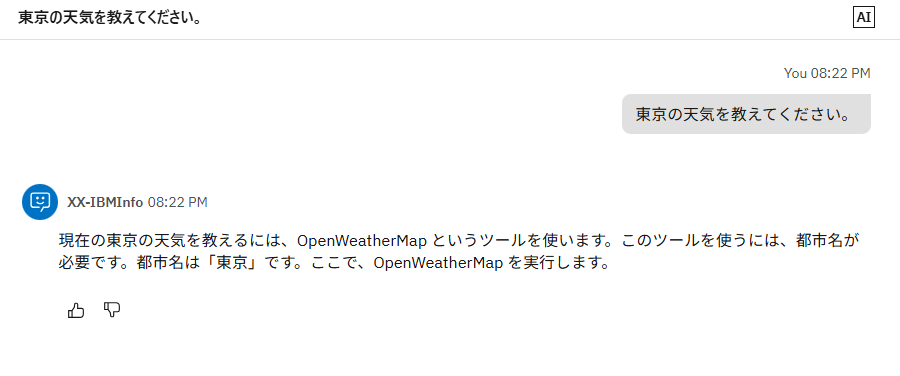 東京の天気を教えてください。
AI
You 08:22 PM
東京の天気を教えてください。
XX-IBMInfo 08:22 PM
現在の東京の天気を教えるには、OpenWeatherMap というツールを使います。このツールを使うには、都市名が
必要です。都市名は「東京」です。ここで、OpenWeatherMap を実行します。